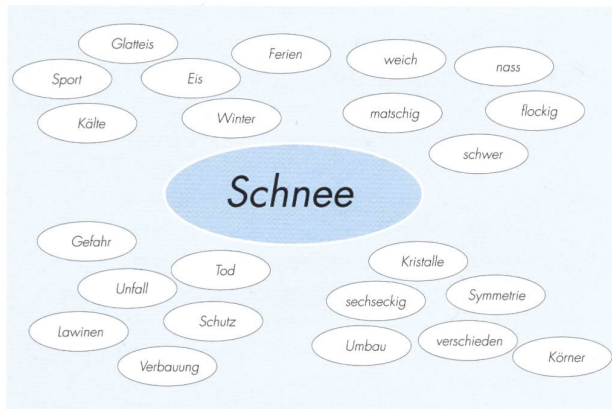 Glatteis
Ferien
Sport
Eis
Kälte
Winter
weich
nass
matschig
flockig
schwer
Schnee
Gefahr
Tod
Unfall
Lawinen
Schutz
Verbauung
Kristalle
sechseckig
Symmetrie
Umbau
verschieden
Körner